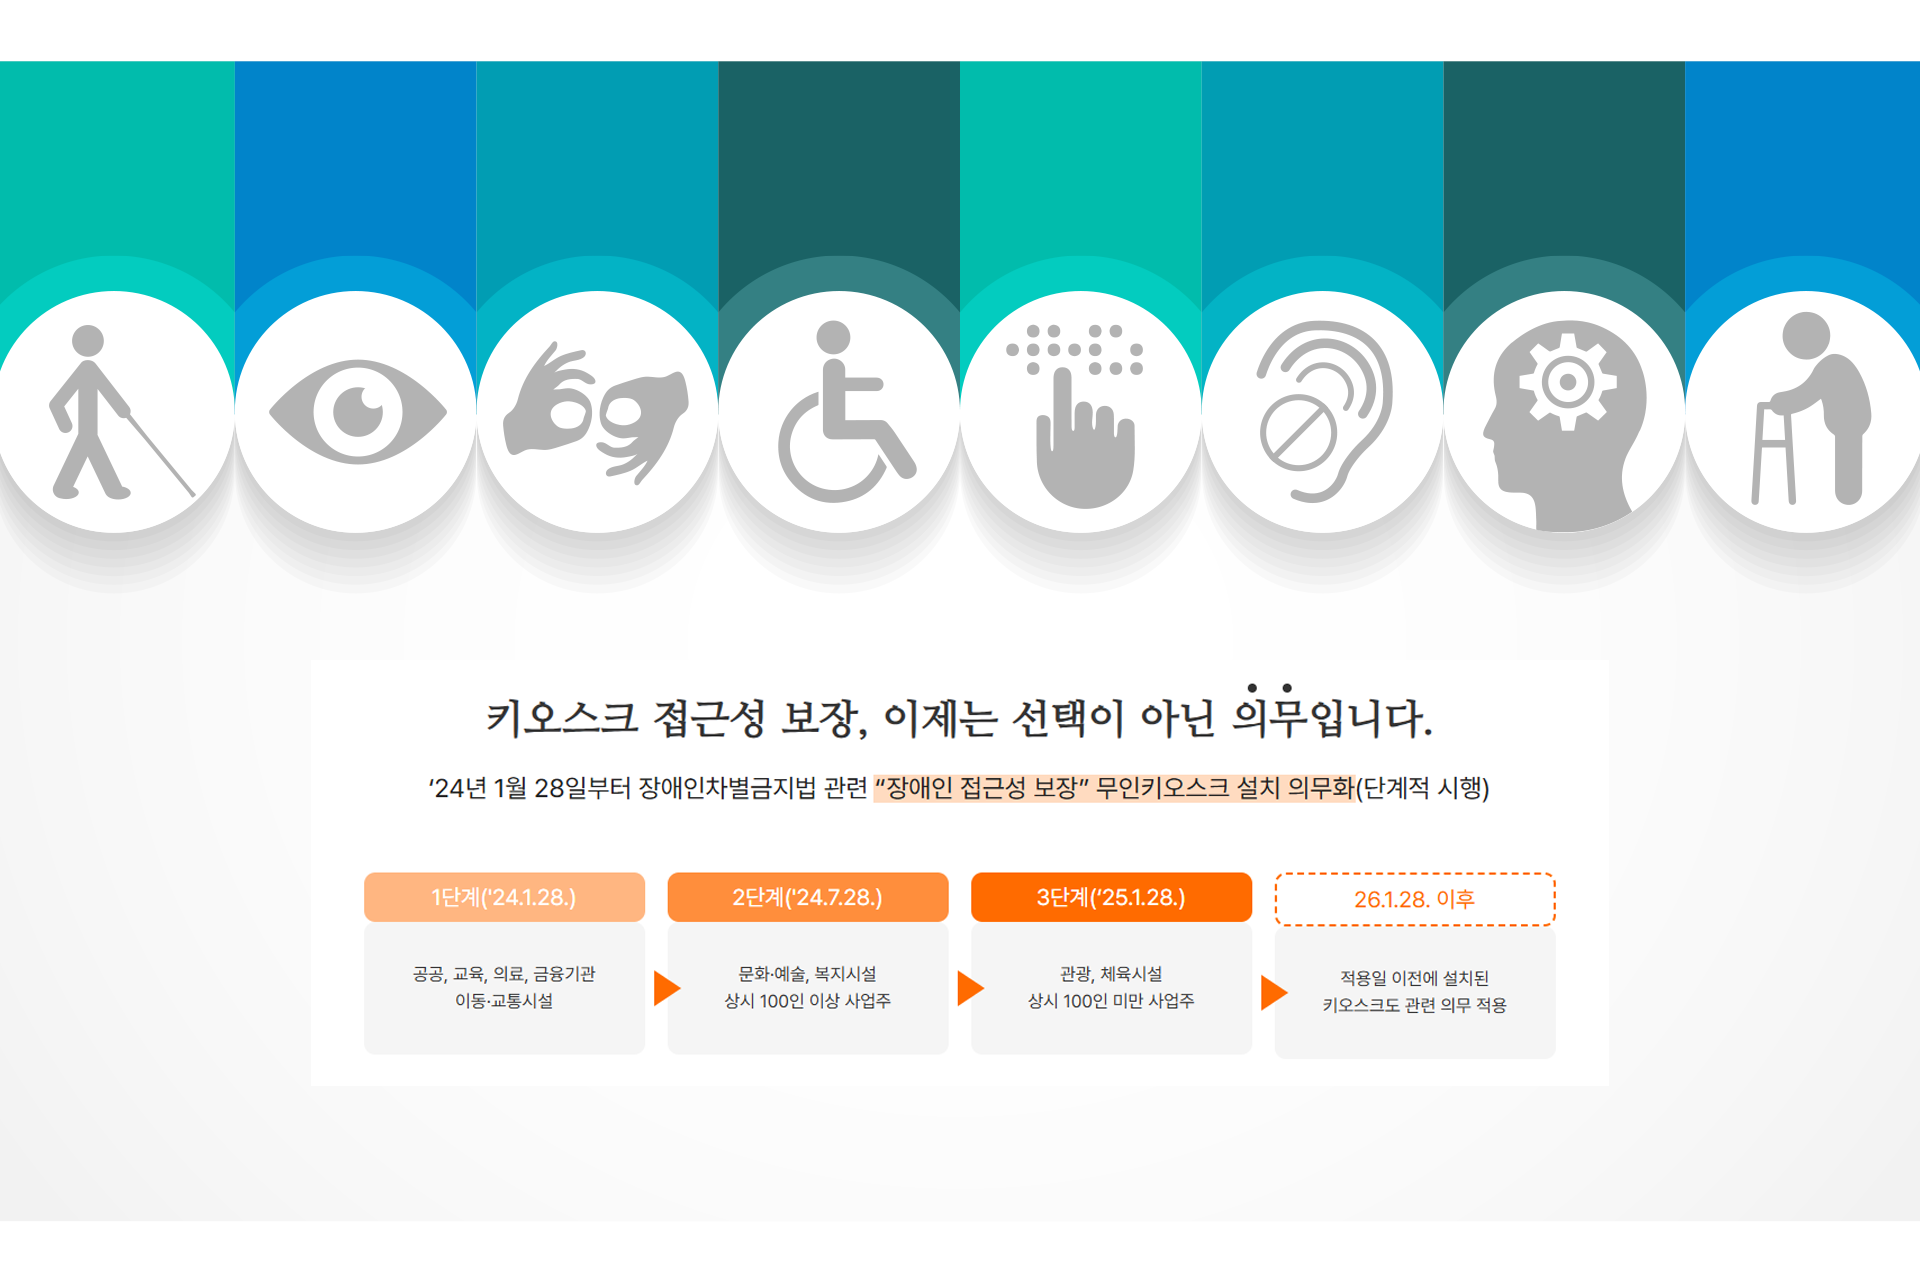 키오스크 접근성 보장, 이제는 선택이 아닌 의무입니다.
‘24년 1월 28일부터 장애인차별금지법 관련 “장애인 접근성 보장” 무인키오스크 설치 의무화(단계적 시행)
1단계('24.1.28.)
공공, 교육, 의료, 금융기관
이동·교통시설
2단계('24.7.28.)
문화·예술, 복지시설
상시 100인 이상 사업주
3단계(‘25.1.28.)
관광, 체육시설
상시 100인 미만 사업주
26.1.28. 이후
적용일 이전에 설치된
키오스크도 관련 의무 적용